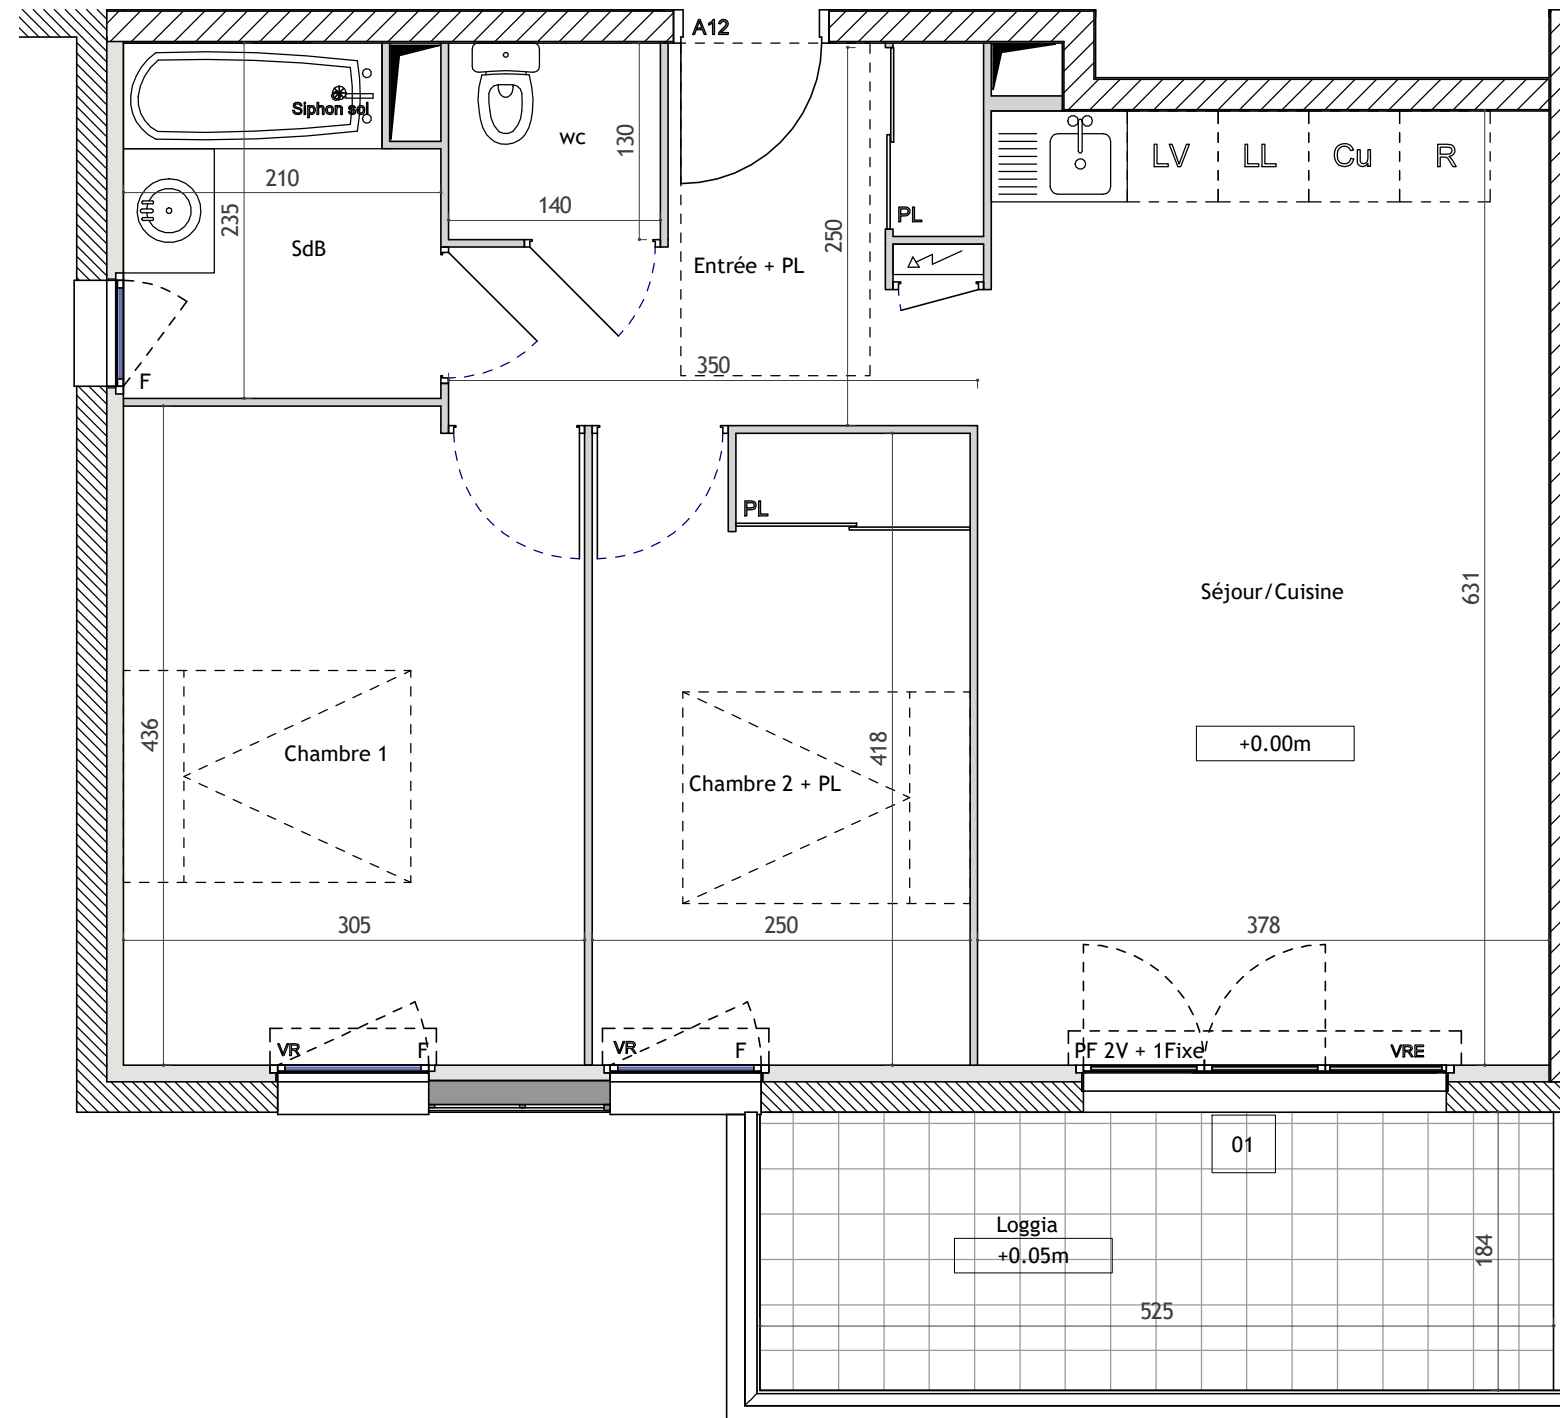 A12
Siphon sol
wc
130
LV
LL
Cu
R
210
140
235
PL
250
SdB
Entrée + PL
350
F
PL
Séjour/Cuisine
631
436
Chambre 1
418
+0.00m
Chambre 2 + PL
305
250
378
VR
F
VR
F
PF 2V + 1Fixe
VRE
01
Loggia
+0.05m
184
525